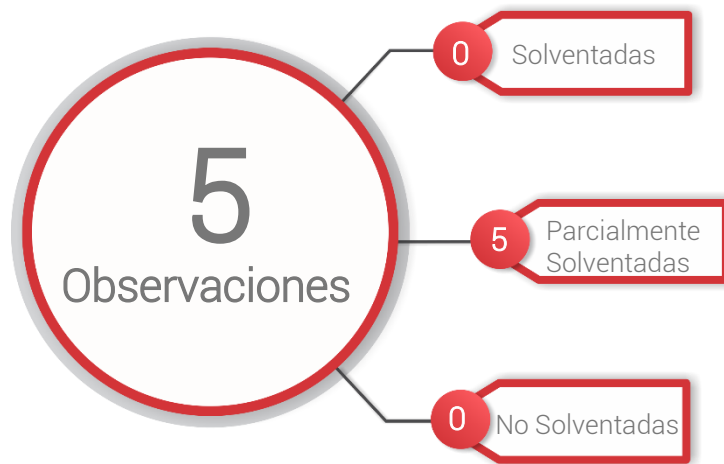 5
Observaciones
0
Solventadas
5
Parcialmente
Solventadas
0
No Solventadas